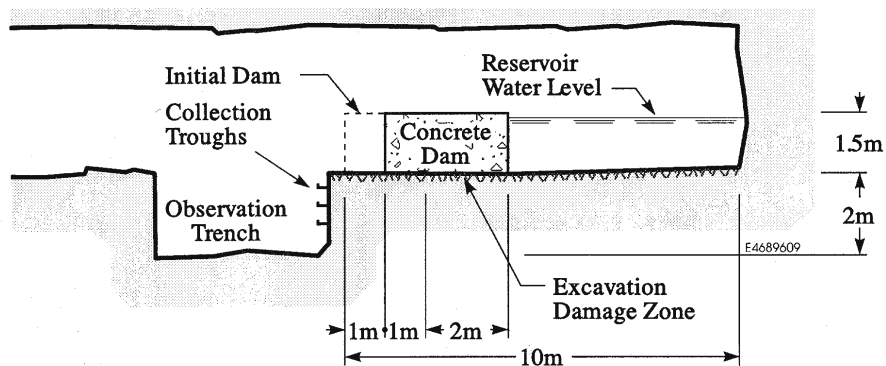 Initial Dam
Collection
Troughs
Reservoir
Water Level
Concrete
Dam
1.5m
Observation
Trench
2m
E4689609
Excavation
Damage Zone
1m
1m
2m
10m